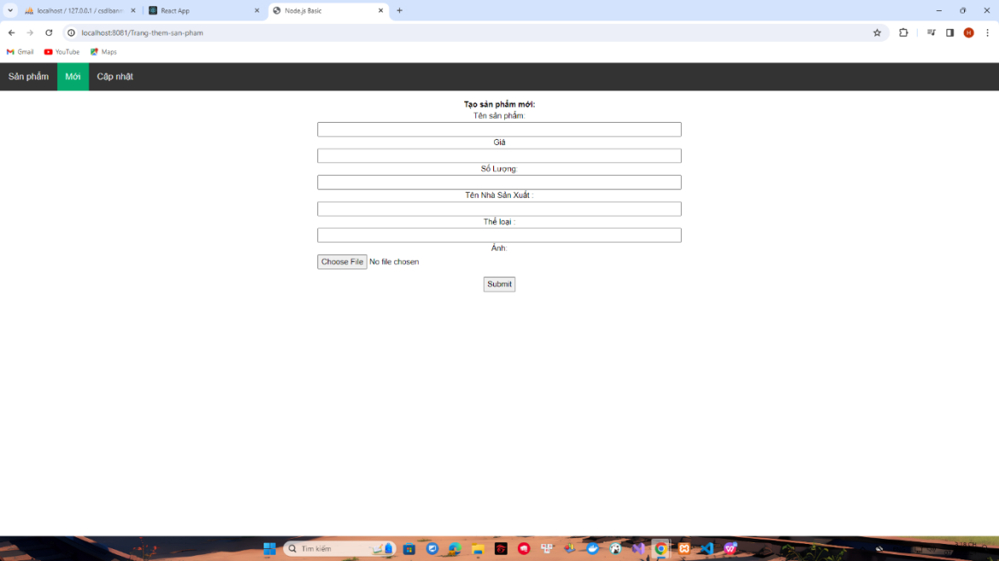 localhost / 127.0.0.1 / csdlbanm
React App
Node.js Basic
localhost:8081/Trang-them-san-pham
Gmail
YouTube
Maps
Sản phẩm
Mới
Cập nhật
Tạo sản phẩm mới:
Tên sản phẩm:
Giá
Số Lượng:
Tên Nhà Sản Xuất :
Thể loại :
Ảnh:
Choose File No file chosen
Submit
Tìm kiếm